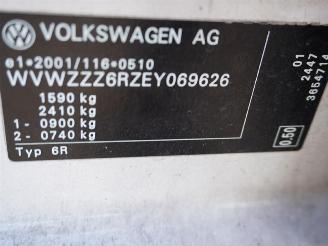 VOLKSWAGEN AG
e1*2001/116*0510
WVWZZZ6RZEY069626
1590 kg
2410 kg
1- 0900 kg
2- 0740 kg
Typ 6R
01
2447
3654714
0.50